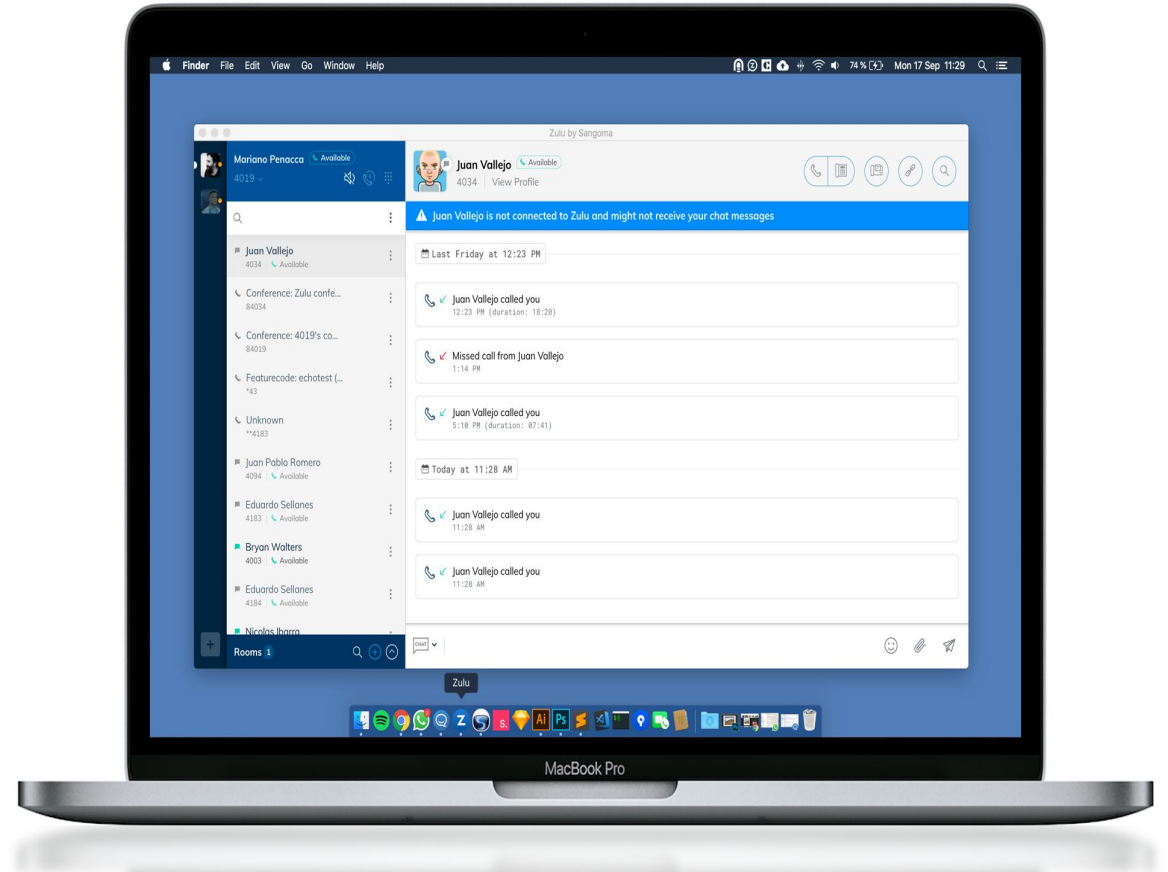 Finder File Edit View Go Window Help
74% Mon 17 Sep 11:29
Zulu by Sangoma
Mariano Penacca Available
4019
Juan Vallejo
4034 Available
Conference: Zulu confe...
84034
Conference: 4019's co...
84019
Featurecode: echotest (...
*43
Unknown
**4183
Juan Pablo Romero
4094 Available
Eduardo Sellanes
4183 Available
Bryan Walters
4003 Available
Eduardo Sellanes
4184 Available
Nicolas Ibarra
Rooms 1
Juan Vallejo Available
4034 View Profile
Juan Vallejo is not connected to Zulu and might not receive your chat messages
Last Friday at 12:23 PM
Juan Vallejo called you
12:23 PM (duration: 18:20)
Missed call from Juan Vallejo
1:14 PM
Juan Vallejo called you
5:10 PM (duration: 07:41)
Today at 11:28 AM
Juan Vallejo called you
11:28 AM
Juan Vallejo called you
11:28 AM
CHAT
Zulu
Z S. Ai Ps
MacBook Pro